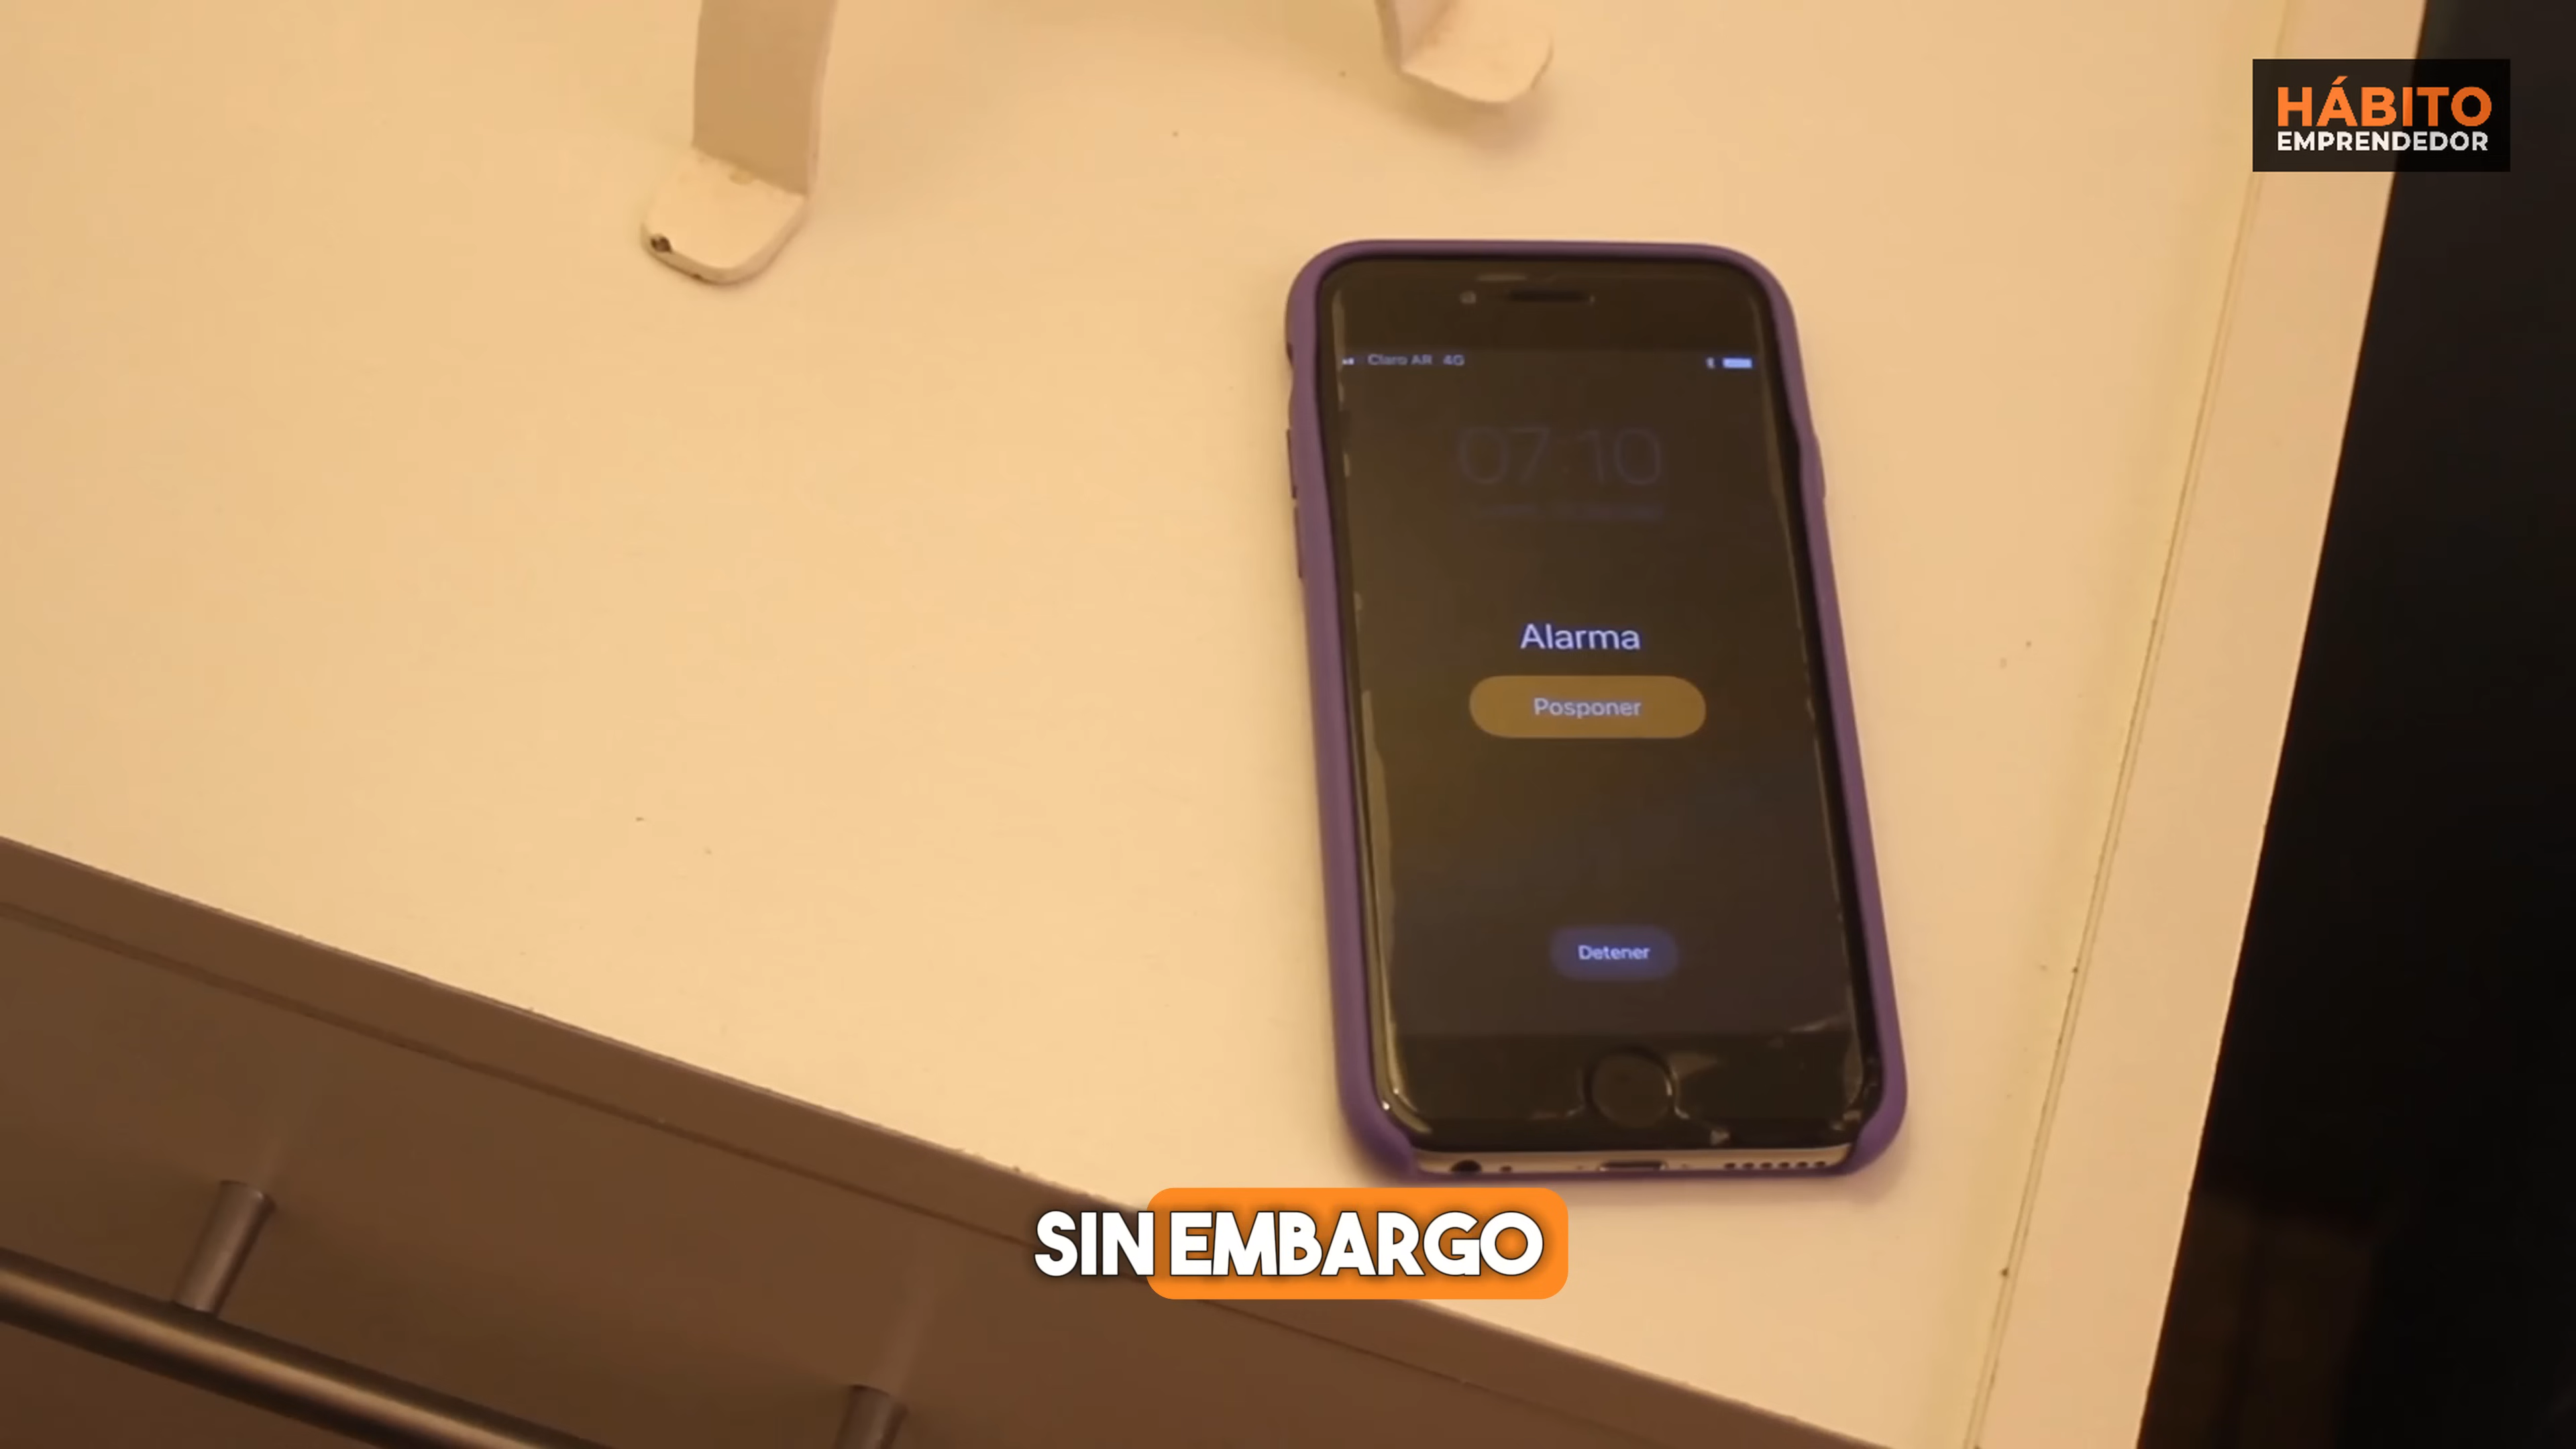 HÁBITO
EMPRENDEDOR
Claro AR 4G
07:10
Alarma
Posponer
Detener
SIN EMBARGO